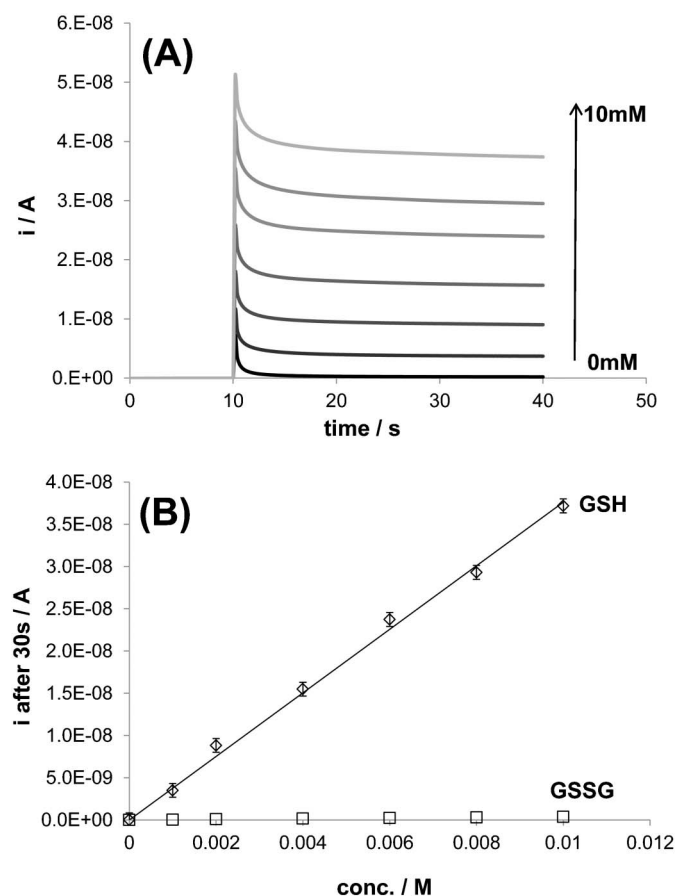 (A)
i / A
6.E-08
5.E-08
4.E-08
3.E-08
2.E-08
1.E-08
0.E+00
10mM
0mM
0 10 20 30 40 50
time / s
(B)
i after 30s / A
4.0E-08
3.5E-08
3.0E-08
2.5E-08
2.0E-08
1.5E-08
1.0E-08
5.0E-09
0.0E+00
GSH
GSSG
0 0.002 0.004 0.006 0.008 0.01 0.012
conc. / M